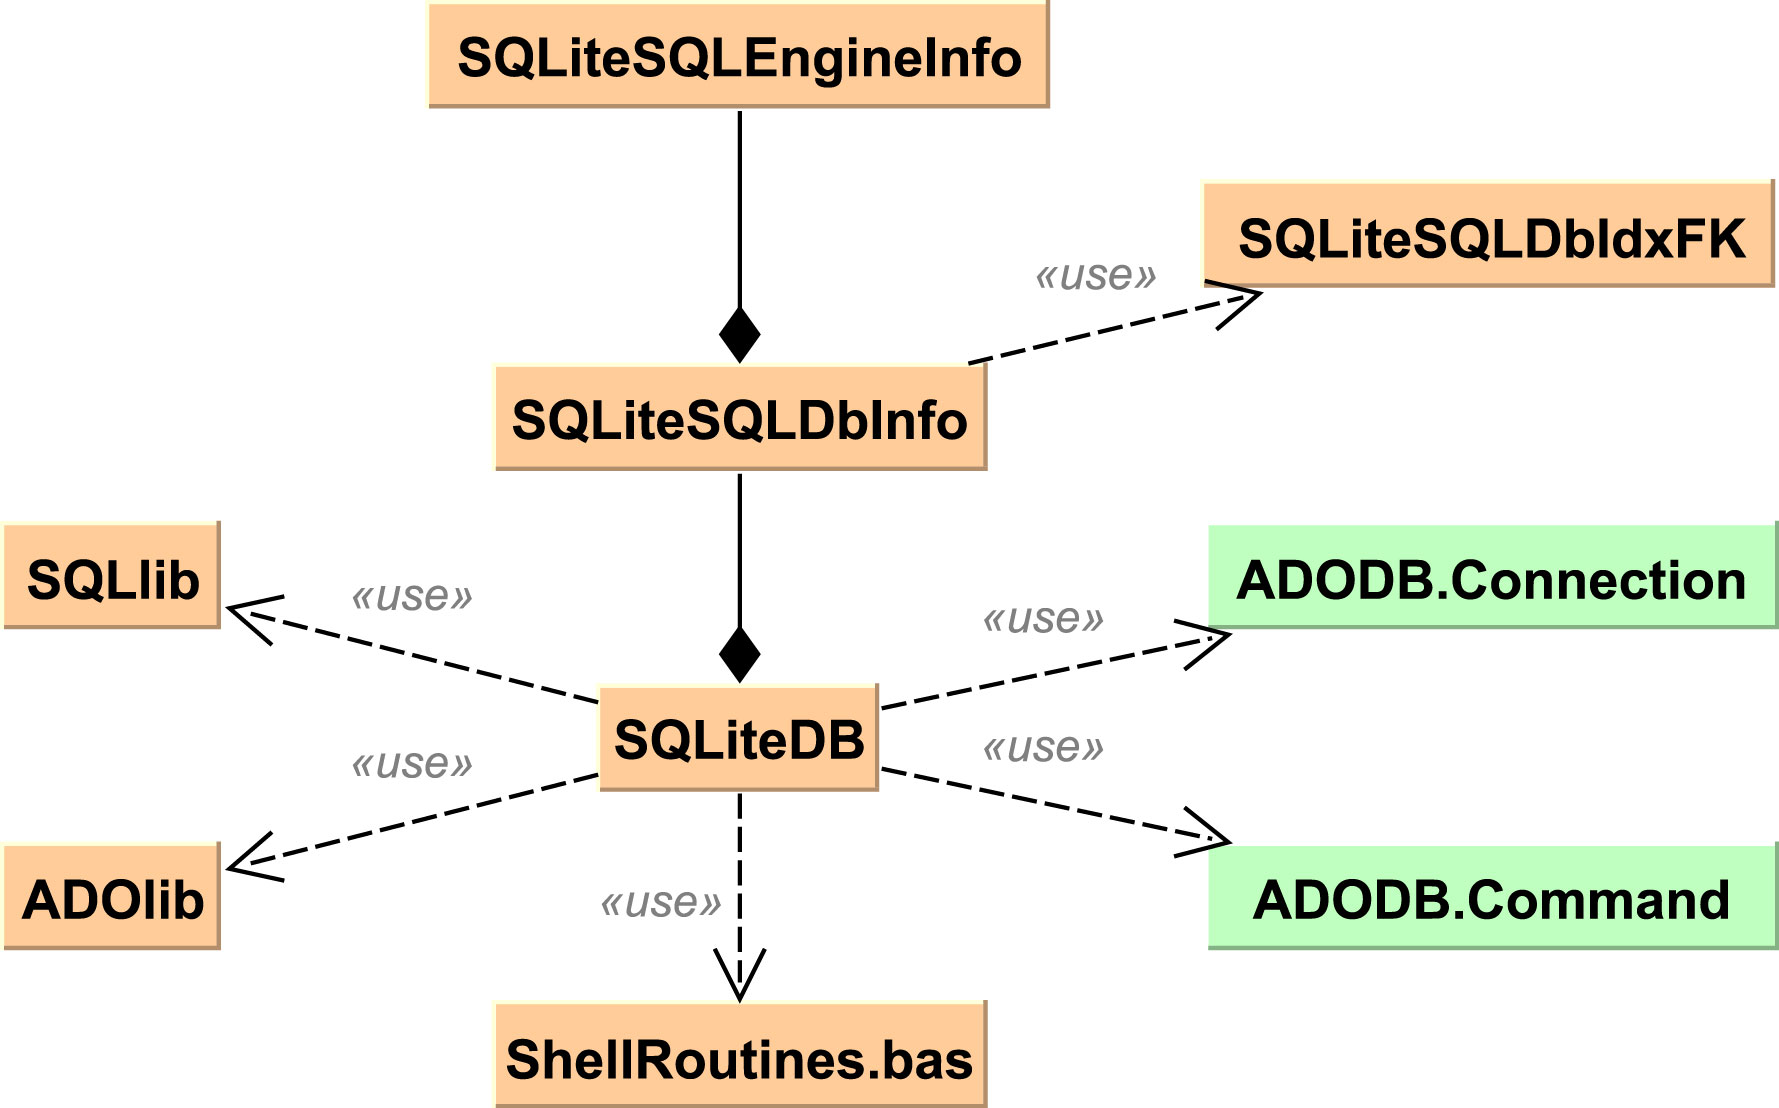 SQLiteSQLEngineInfo
SQLiteSQLDbIdxFK
«use»
SQLiteSQLDbInfo
SQLlib
«use»
ADODB.Connection
«use»
SQLiteDB
«use»
«use»
ADOlib
«use»
ADODB.Command
ShellRoutines.bas